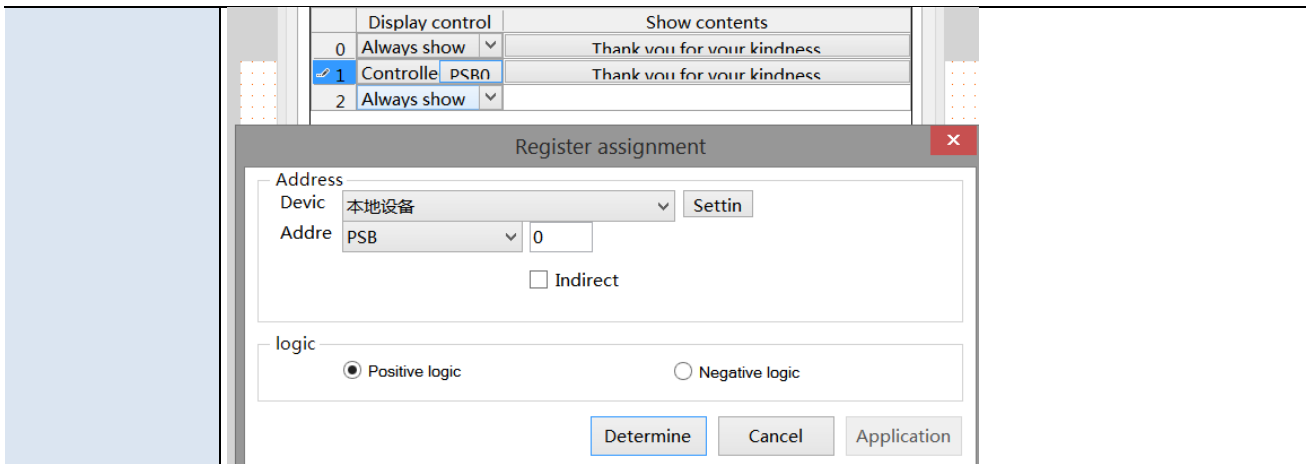 Display control Show contents
0 Always show Thank you for your kindness
1 Controlle PSB0 Thank you for your kindness
2 Always show
Register assignment
Address
Devic 本地设备 Settin
Addre PSB 0
Indirect
logic
Positive logic Negative logic
Determine Cancel Application